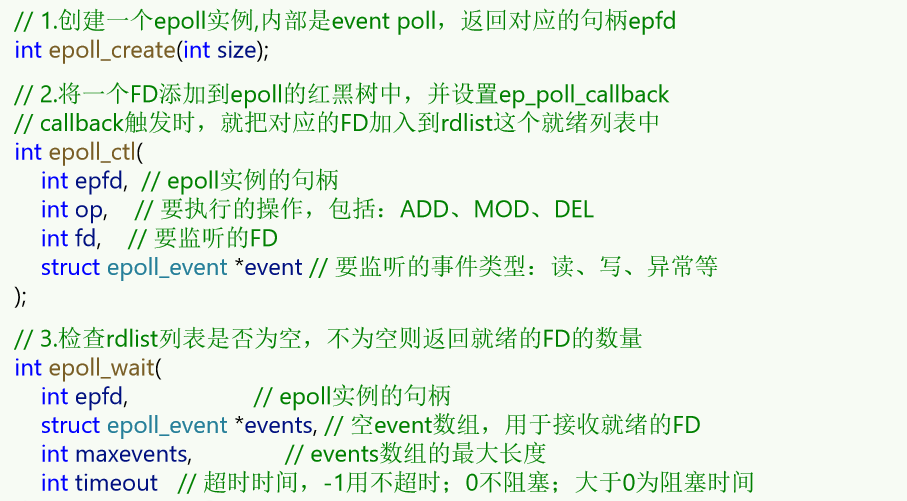 // 1.创建一个epoll实例,内部是event poll，返回对应的句柄epfd
int epoll_create(int size);
// 2.将一个FD添加到epoll的红黑树中，并设置ep_poll_callback
// callback触发时，就把对应的FD加入到rdlist这个就绪列表中
int epoll_ctl(
int epfd,  // epoll实例的句柄
int op,    // 要执行的操作，包括：ADD、MOD、DEL
int fd,    // 要监听的FD
struct epoll_event *event // 要监听的事件类型：读、写、异常等
);
// 3.检查rdlist列表是否为空，不为空则返回就绪的FD的数量
int epoll_wait(
int epfd,                   // epoll实例的句柄
struct epoll_event *events, // 空event数组，用于接收就绪的FD
int maxevents,              // events数组的最大长度
int timeout   // 超时时间，-1用不超时；0不阻塞；大于0为阻塞时间